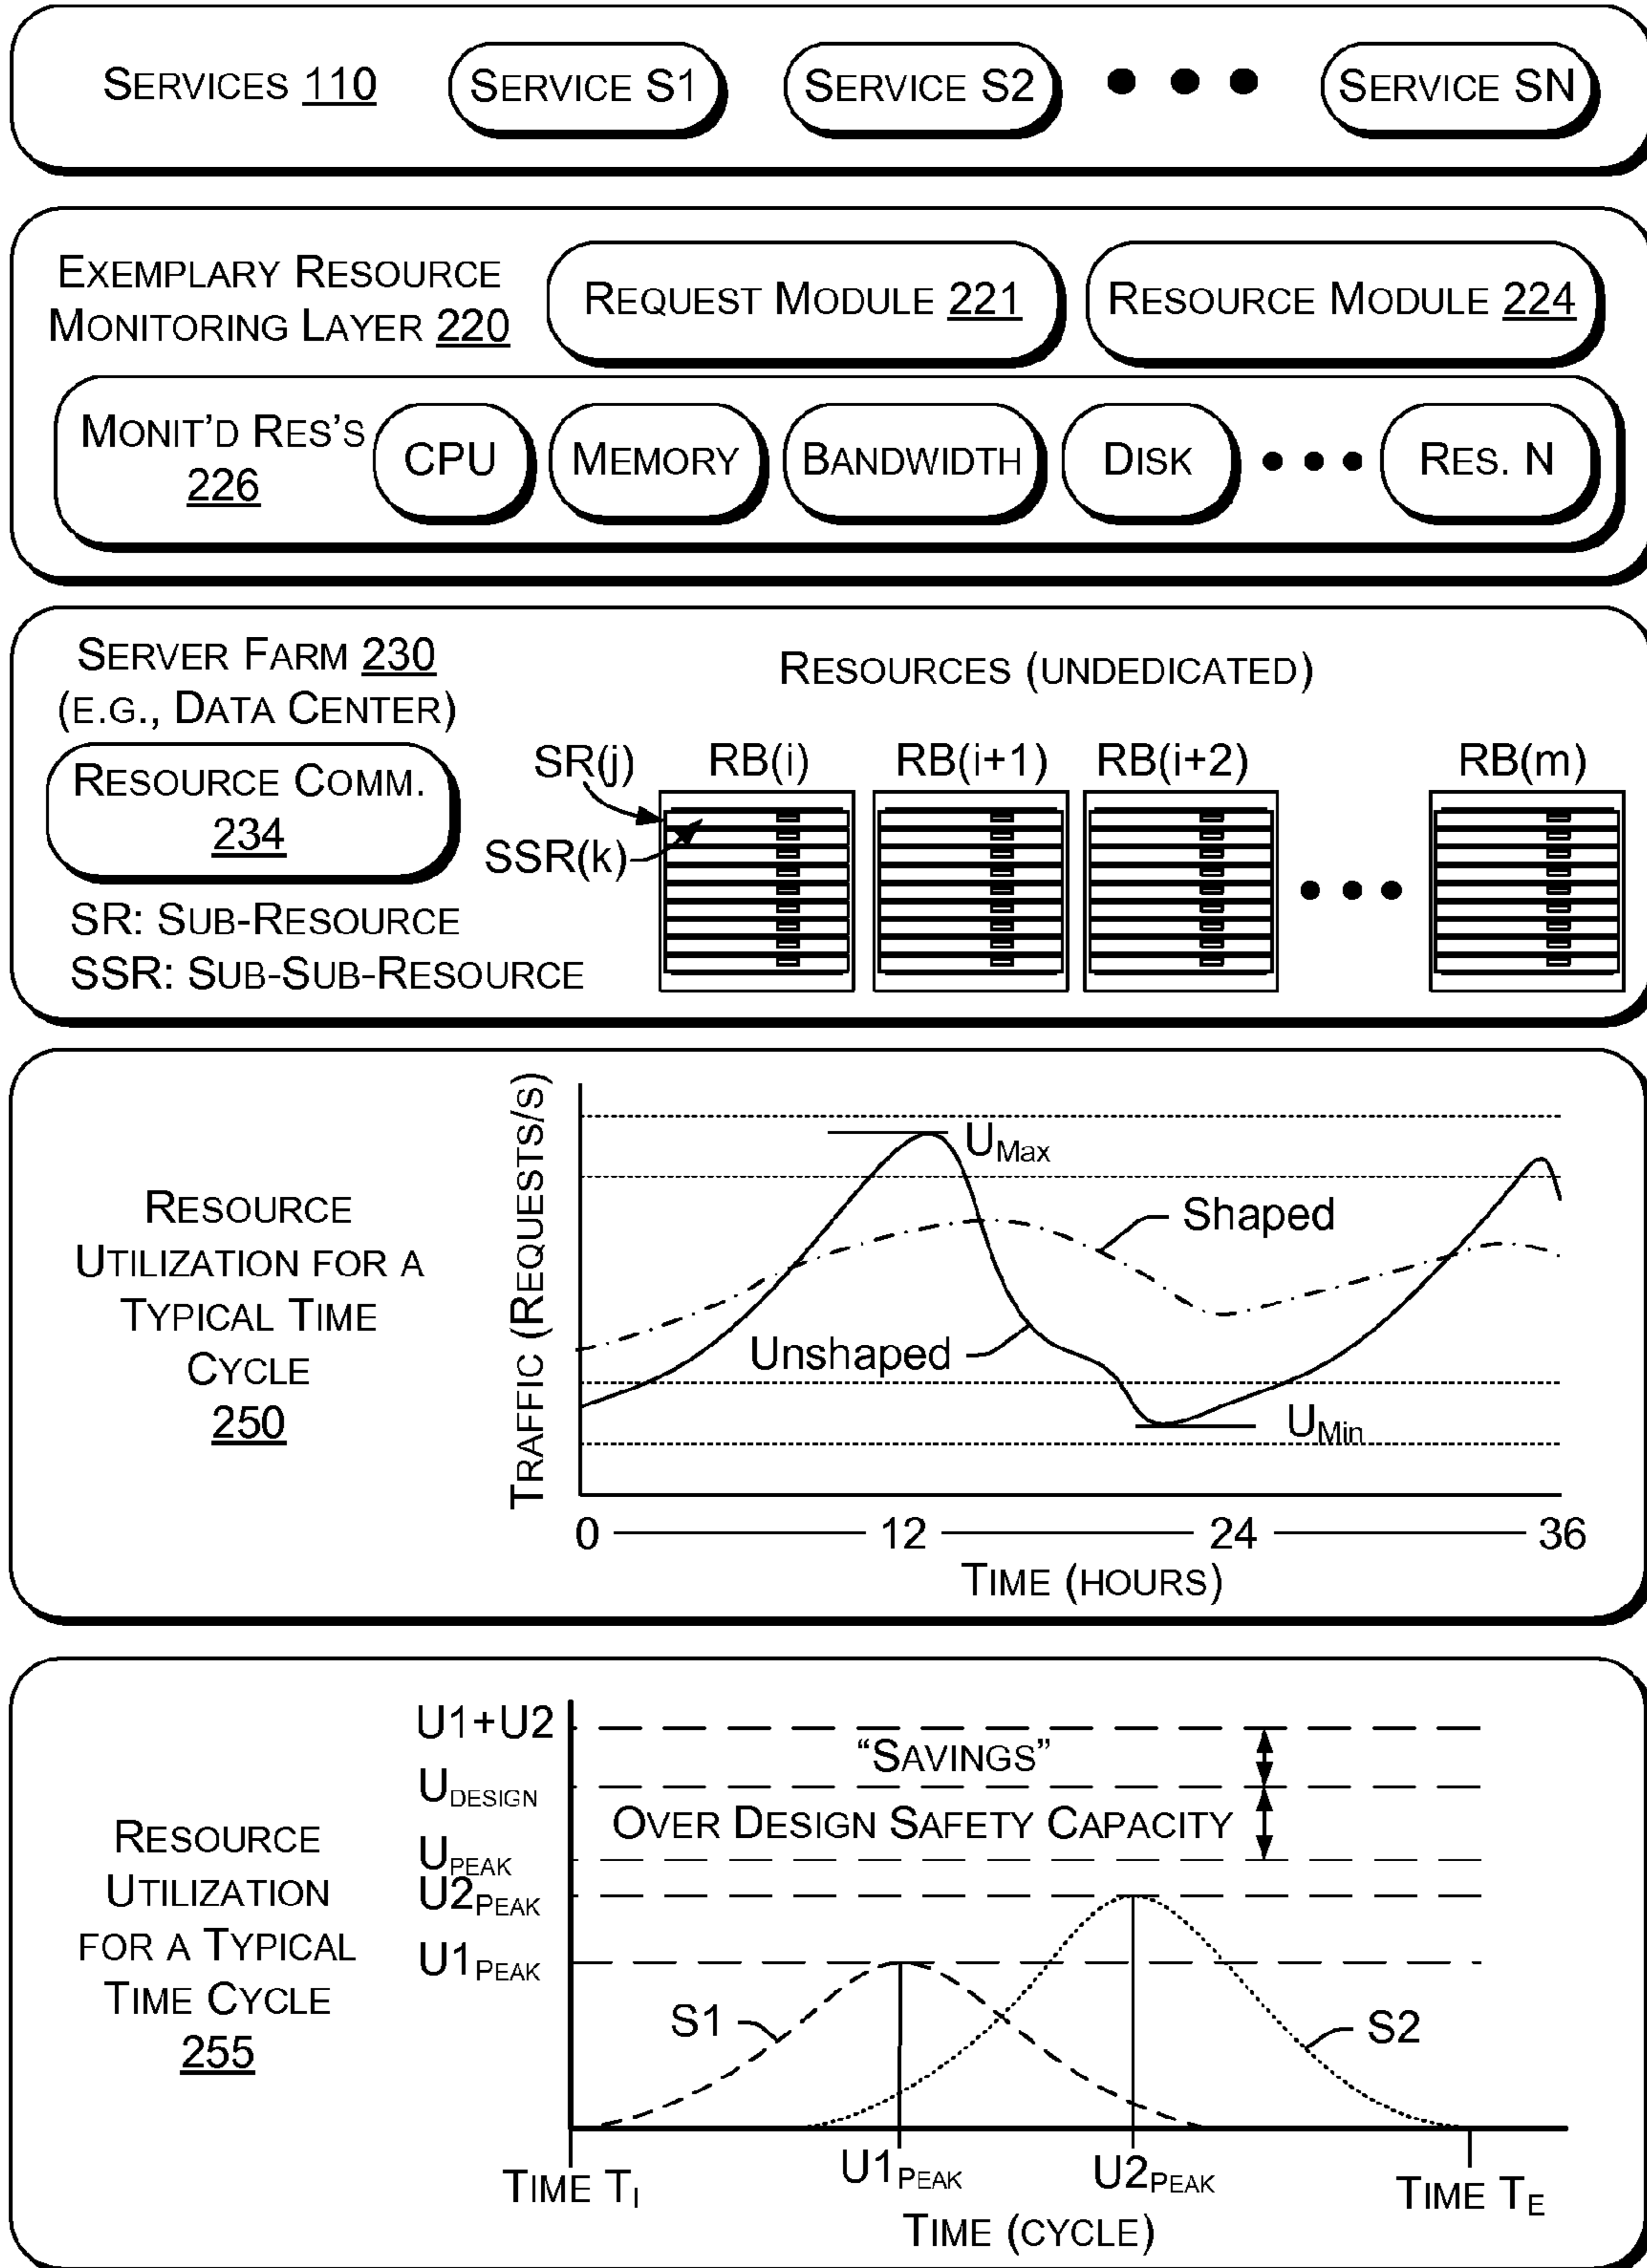 SERVICES 110
SERVICE S1
SERVICE S2
SERVICE SN
EXEMPLARY RESOURCE
MONITORING LAYER 220
REQUEST MODULE 221
RESOURCE MODULE 224
MONIT'D RES'S
226
CPU
MEMORY
BANDWIDTH
DISK
RES. N
SERVER FARM 230
(E.G., DATA CENTER)
RESOURCE COMM.
234
SR: SUB-RESOURCE
SSR: SUB-SUB-RESOURCE
RESOURCES (UNDEDICATED)
SR(j)
SSR(k)
RB(i)
RB(i+1)
RB(i+2)
RB(m)
RESOURCE
UTILIZATION FOR A
TYPICAL TIME
CYCLE
250
TRAFFIC (REQUESTS/S)
UMax
Shaped
Unshaped
UMin
0
12
24
36
TIME (HOURS)
RESOURCE
UTILIZATION
FOR A TYPICAL
TIME CYCLE
255
U1+U2
UDESIGN
UPEAK
U2PEAK
U1PEAK
“SAVINGS”
OVER DESIGN SAFETY CAPACITY
S1
S2
TIME TI
U1PEAK
U2PEAK
TIME TE
TIME (CYCLE)